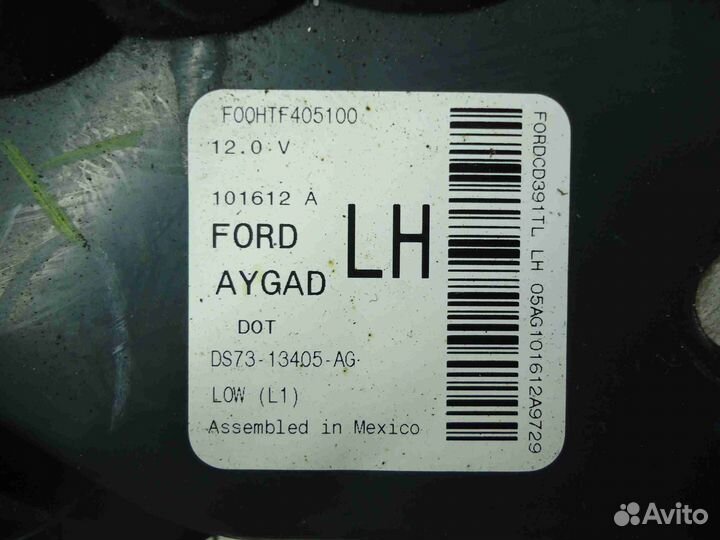 F00HTF405100
12.0 V
101612 A
FORD
LH
AYGAD
DOT
DS73-13405-AG
LOW (L1)
Assembled in Mexico
FORDCD391TL LH 05AG101612A9729
Avito